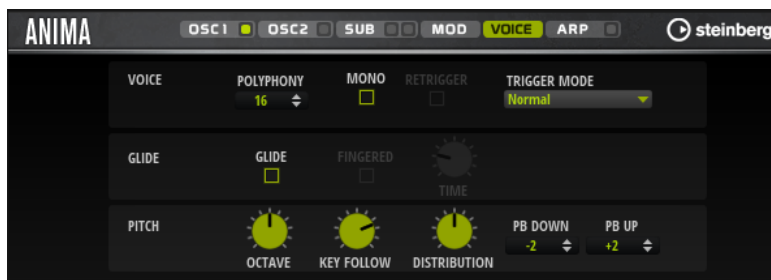 ANIMA OSC1 OSC2 SUB MOD VOICE ARP steinberg
VOICE POLYPHONY MONO RETRIGGER TRIGGER MODE
16 Normal
GLIDE GLIDE FINGERED
TIME
PITCH PB DOWN PB UP
-2 +2
OCTAVE KEY FOLLOW DISTRIBUTION